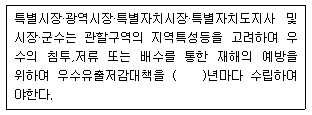 특별시장·광역시장·특별자치시장·특별자치도지사 및
시장·군수는 관할구역의 지역특성등을 고려하여 우
수의 침투,저류 또는 배수를 통한 재해의 예방을
위하여 우수유출저감대책을 (    )년마다 수립하여
야한다.